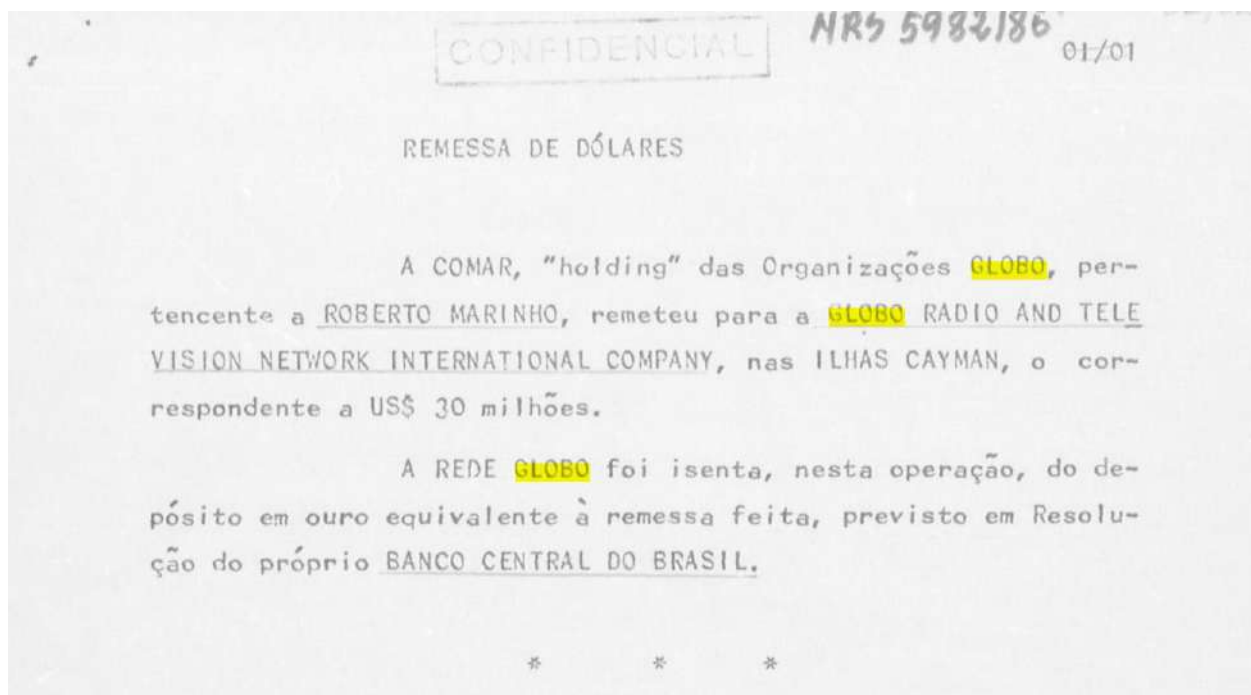 CONFIDENCIAL
NRS 5982/86
01/01
REMESSA DE DÓLARES
A COMAR, "holding" das Organizações GLOBO, per-
tencente a ROBERTO MARINHO, remeteu para a GLOBO RADIO AND TELE
VISION NETWORK INTERNATIONAL COMPANY, nas ILHAS CAYMAN, o cor-
respondente a US$ 30 milhões.
A REDE GLOBO foi isenta, nesta operação, do de-
pósito em ouro equivalente à remessa feita, previsto em Resolu-
ção do próprio BANCO CENTRAL DO BRASIL.
* * *